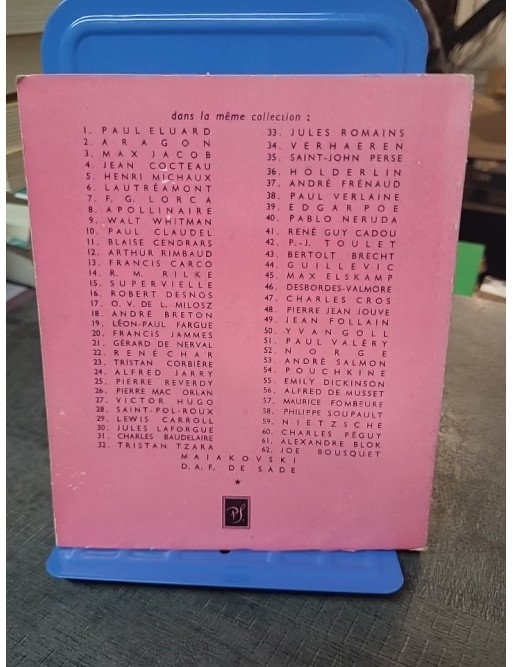 dans la même collection :
1. PAUL ELUARD
2. ARAGON
3. MAX JACOB
4. JEAN COCTEAU
5. HENRI MICHAUX
6. LAUTRÉAMONT
7. F. G. LORCA
8. APOLLINAIRE
9. WALT WHITMAN
10. PAUL CLAUDEL
11. BLAISE CENDRARS
12. ARTHUR RIMBAUD
13. FRANCIS CARCO
14. R. M. RILKE
15. SUPERVIELLE
16. ROBERT DESNOS
17. O. V. DE L. MILOSZ
18. ANDRÉ BRETON
19. LÉON-PAUL FARGUE
20. FRANCIS JAMMES
21. GÉRARD DE NERVAL
22. RENÉ CHAR
23. TRISTAN CORBIÈRE
24. ALFRED JARRY
25. PIERRE REVERDY
26. PIERRE MAC ORLAN
27. VICTOR HUGO
28. SAINT-POL-ROUX
29. LEWIS CARROLL
30. JULES LAFORGUE
31. CHARLES BAUDELAIRE
32. TRISTAN TZARA
33. JULES ROMAINS
34. VERHAEREN
35. SAINT-JOHN PERSE
36. HÖLDERLIN
37. ANDRÉ FRÉNAUD
38. PAUL VERLAINE
39. EDGAR POE
40. PABLO NERUDA
41. RENÉ GUY CADOU
42. P.-J. TOULET
43. BERTOLT BRECHT
44. GUILLEVIC
45. MAX ELSKAMP
46. DESBORDES-VALMORE
47. CHARLES CROS
48. PIERRE JEAN JOUVE
49. JEAN FOLLAIN
50. YVAN GOLL
51. PAUL VALÉRY
52. NORGE
53. ANDRÉ SALMON
54. POUCHKINE
55. EMILY DICKINSON
56. ALFRED DE MUSSET
57. MAURICE FOMBEURE
58. PHILIPPE SOUPAULT
59. NIETZSCHE
60. CHARLES PÉGUY
61. ALEXANDRE BLOK
62. JOE BOUSQUET
MAIAKOVSKI
D.A.F. DE SADE
PS.